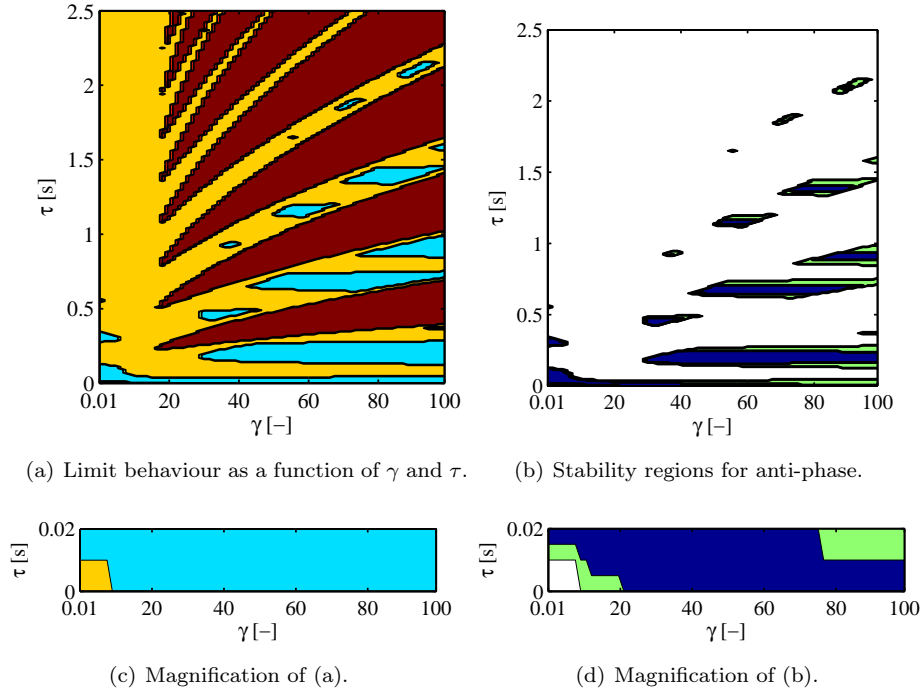 2.5
2
1.5
1
0.5
0
τ [s]
0.01 20 40 60 80 100
γ [–]
2.5
2
1.5
1
0.5
0
τ [s]
0.01 20 40 60 80 100
γ [–]
(a) Limit behaviour as a function of γ and τ.
(b) Stability regions for anti-phase.
0.02
0
τ [s]
0.01 20 40 60 80 100
γ [–]
0.02
0
τ [s]
0.01 20 40 60 80 100
γ [–]
(c) Magnification of (a).
(d) Magnification of (b).